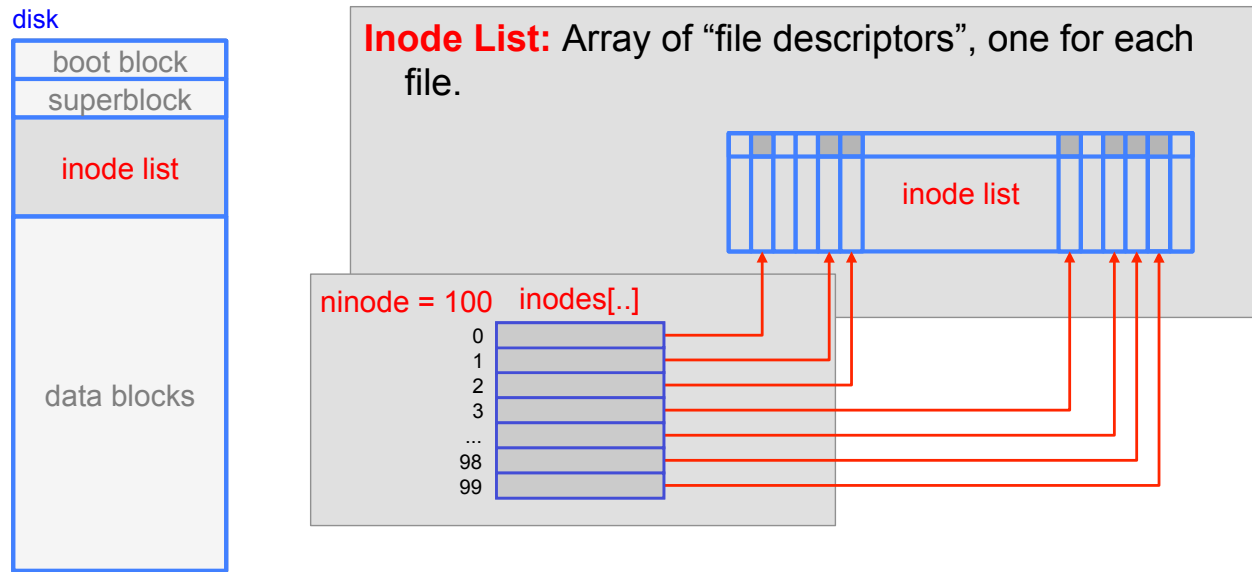 disk
boot block
superblock
inode list
data blocks
Inode List: Array of “file descriptors”, one for each
file.
inode list
ninode = 100 inodes[..]
0
1
2
3
...
98
99